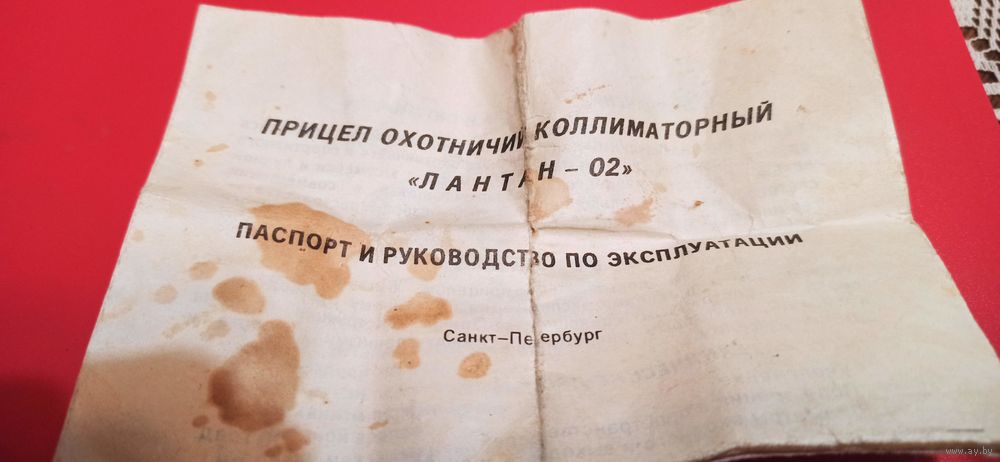 ПРИЦЕЛ ОХОТНИЧИЙ КОЛЛИМАТОРНЫЙ
«ЛАНТАН – 02»
ПАСПОРТ И РУКОВОДСТВО ПО ЭКСПЛУАТАЦИИ
Санкт–Петербург
www.ay.by